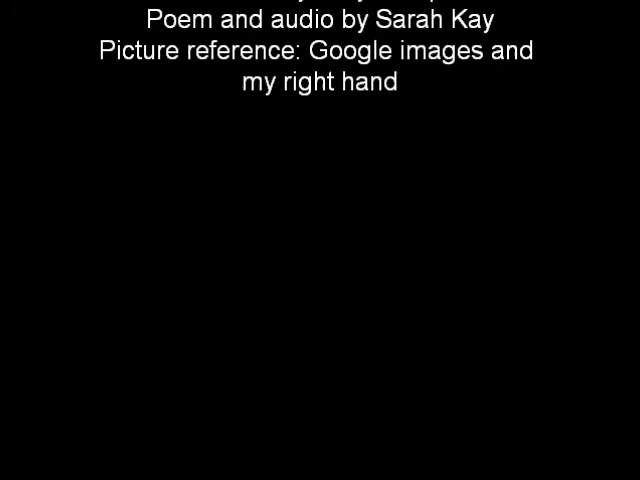 Poem and audio by Sarah Kay
Picture reference: Google images and
my right hand